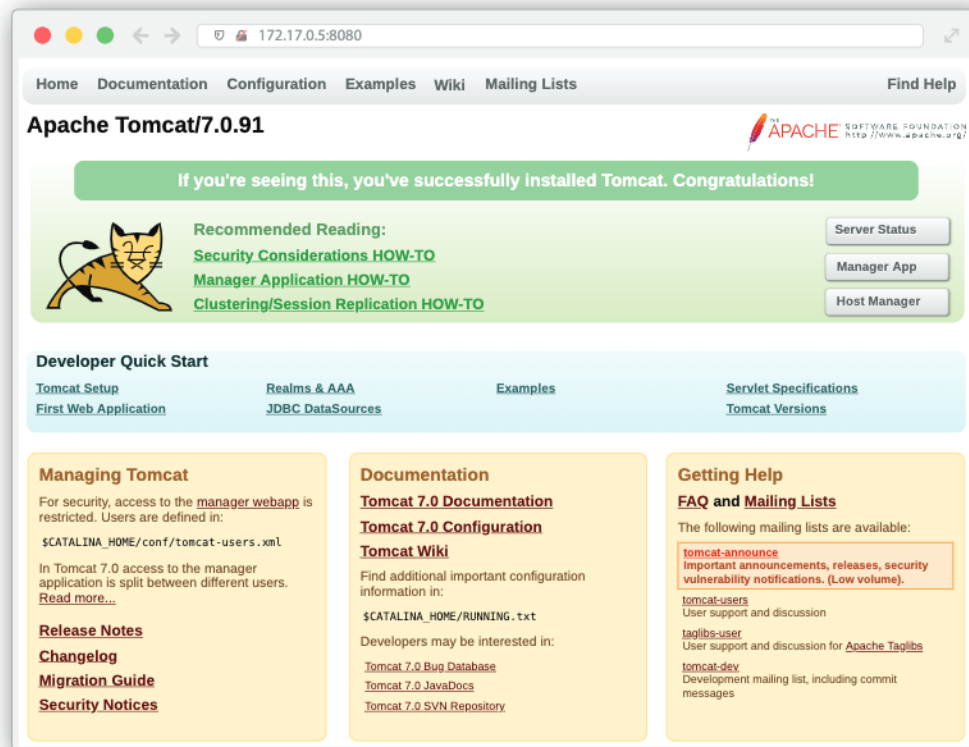 172.17.0.5:8080
Home Documentation Configuration Examples Wiki Mailing Lists Find Help
Apache Tomcat/7.0.91
THE
APACHE SOFTWARE FOUNDATION
http://www.apache.org/
If you're seeing this, you've successfully installed Tomcat. Congratulations!
Recommended Reading:
Security Considerations HOW-TO
Manager Application HOW-TO
Clustering/Session Replication HOW-TO
Server Status
Manager App
Host Manager
Developer Quick Start
Tomcat Setup
First Web Application
Realms & AAA
JDBC DataSources
Examples
Servlet Specifications
Tomcat Versions
Managing Tomcat
For security, access to the manager webapp is
restricted. Users are defined in:
$CATALINA_HOME/conf/tomcat-users.xml
In Tomcat 7.0 access to the manager
application is split between different users.
Read more...
Release Notes
Changelog
Migration Guide
Security Notices
Documentation
Tomcat 7.0 Documentation
Tomcat 7.0 Configuration
Tomcat Wiki
Find additional important configuration
information in:
$CATALINA_HOME/RUNNING.txt
Developers may be interested in:
Tomcat 7.0 Bug Database
Tomcat 7.0 JavaDocs
Tomcat 7.0 SVN Repository
Getting Help
FAQ and Mailing Lists
The following mailing lists are available:
tomcat-announce
Important announcements, releases, security
vulnerability notifications. (Low volume).
tomcat-users
User support and discussion
taglibs-user
User support and discussion for Apache Taglibs
tomcat-dev
Development mailing list, including commit
messages